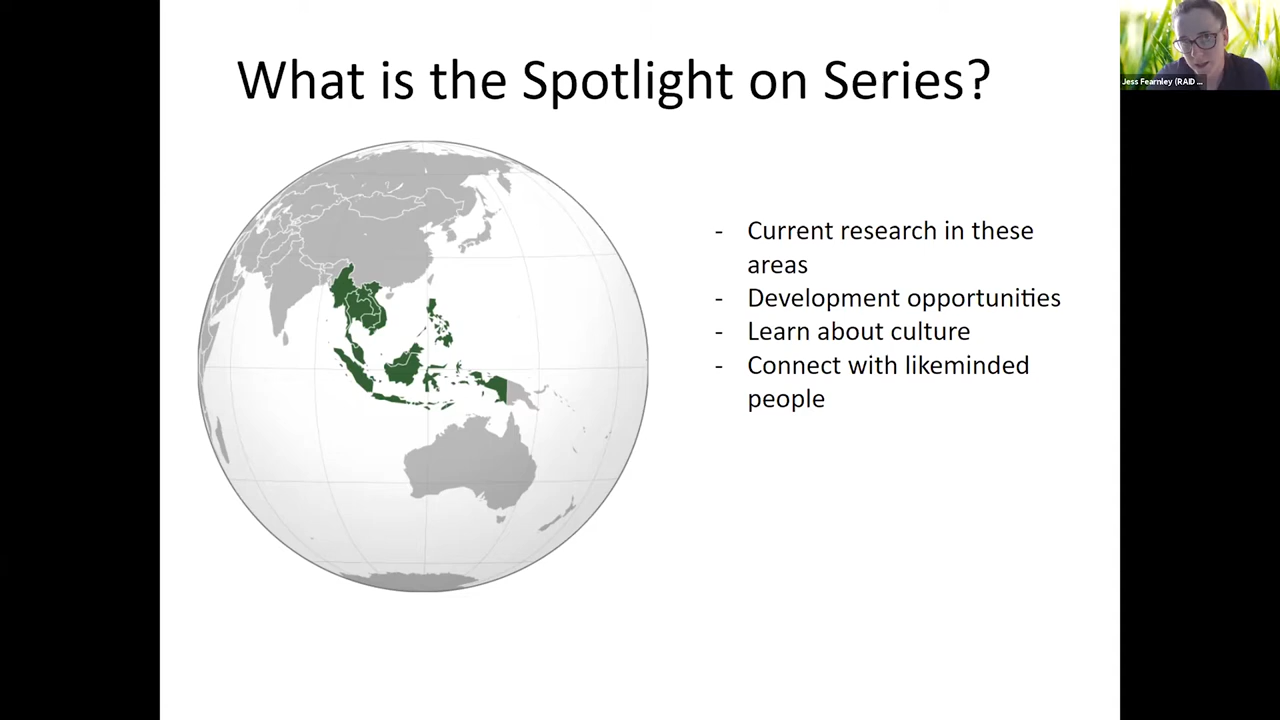 What is the Spotlight on Series?
Jess Fearnley (RAID ...
- Current research in these
areas
- Development opportunities
- Learn about culture
- Connect with likeminded
people